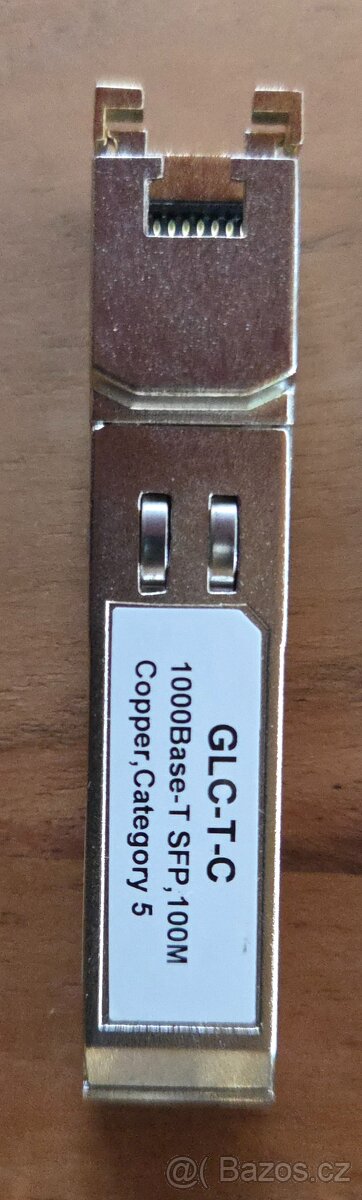 GLC-T-C
1000Base-T SFP,100M
Copper,Category 5
@ Bazos.cz